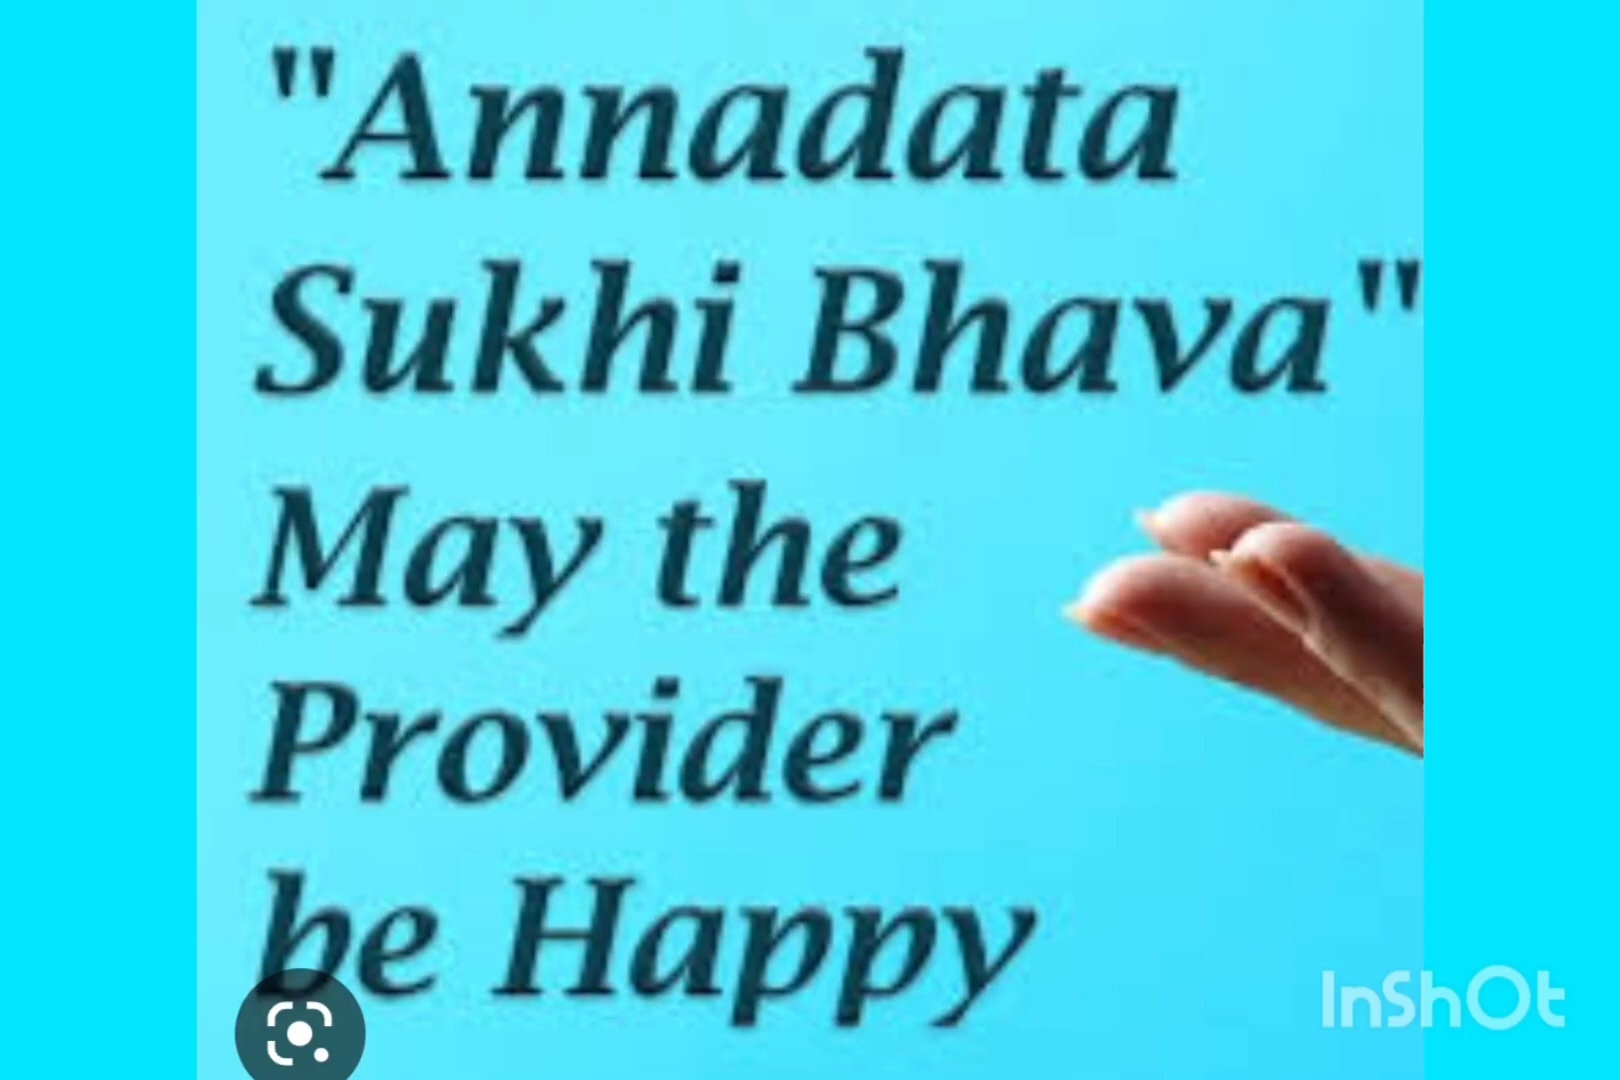 "Annadata
Sukhi Bhava"
May the
Provider
be Happy
InShOt